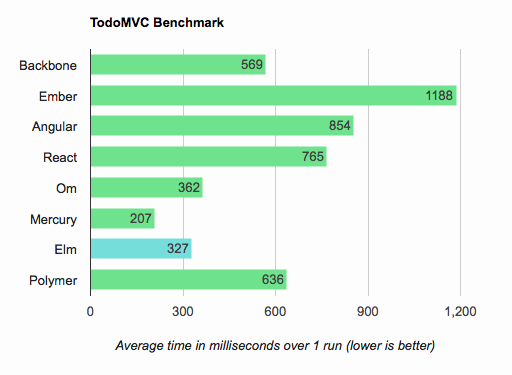 TodoMVC Benchmark
Backbone 569
Ember 1188
Angular 854
React 765
Om 362
Mercury 207
Elm 327
Polymer 636
0 300 600 900 1,200
Average time in milliseconds over 1 run (lower is better)